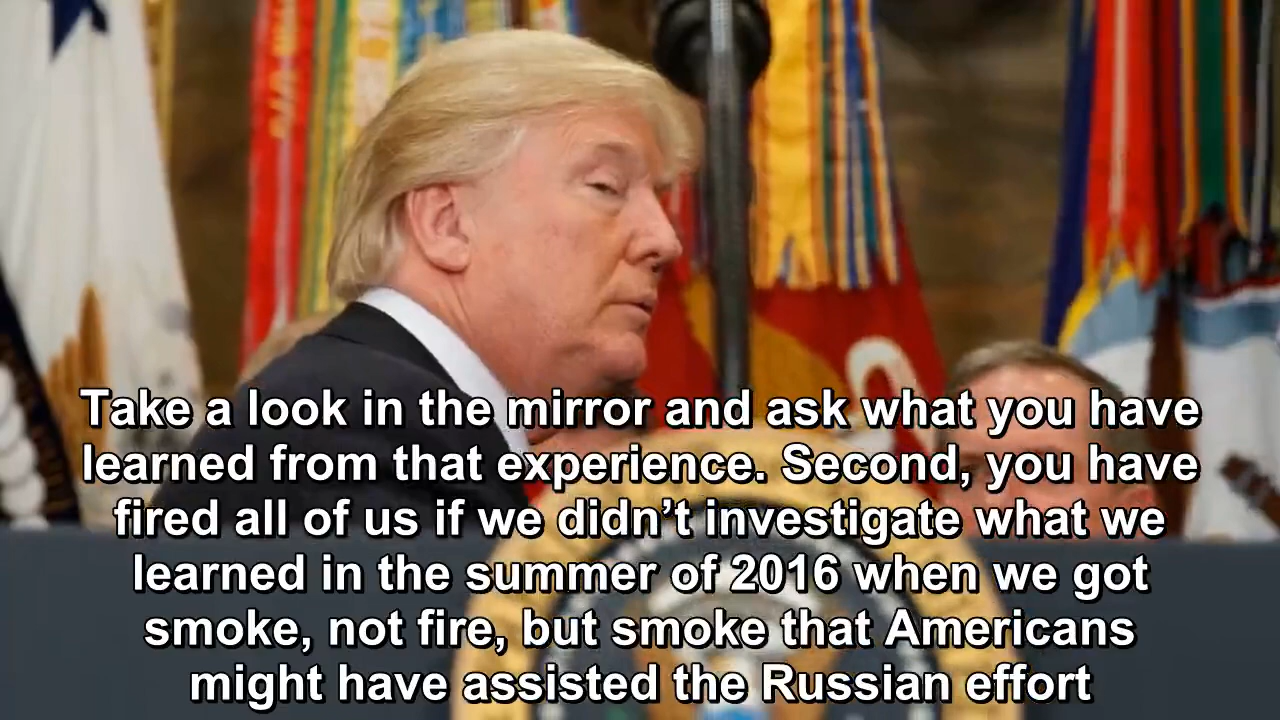 Take a look in the mirror and ask what you have
learned from that experience. Second, you have
fired all of us if we didn’t investigate what we
learned in the summer of 2016 when we got
smoke, not fire, but smoke that Americans
might have assisted the Russian effort